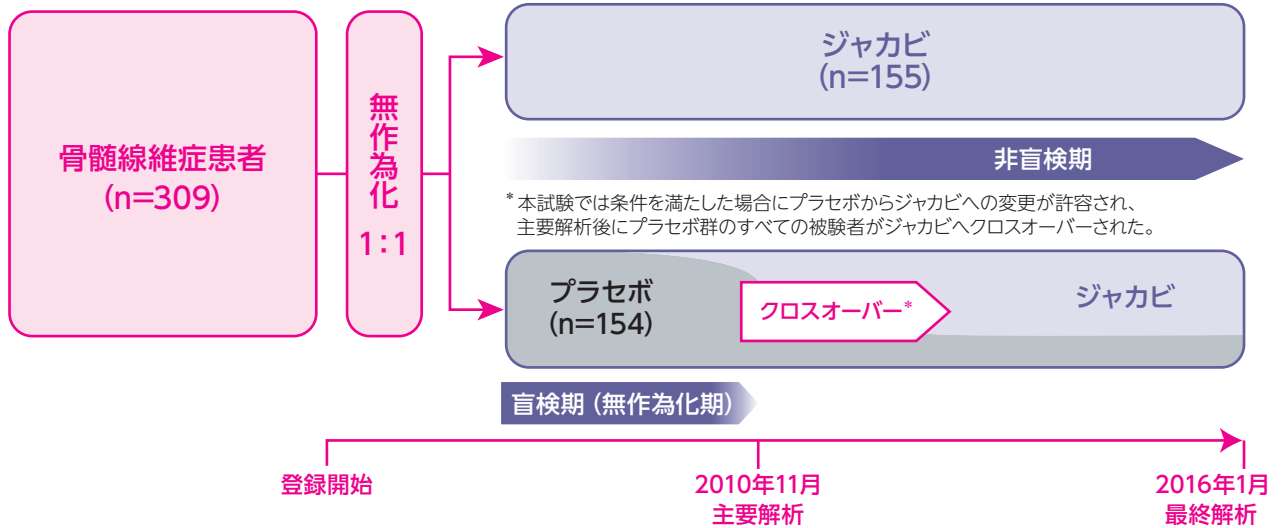 骨髄線維症患者
(n=309)
無作為化
1:1
ジャカビ
(n=155)
非盲検期
* 本試験では条件を満たした場合にプラセボからジャカビへの変更が許容され、
主要解析後にプラセボ群のすべての被験者がジャカビへクロスオーバーされた。
プラセボ
(n=154)
クロスオーバー*
ジャカビ
盲検期（無作為化期）
登録開始
2010年11月
主要解析
2016年1月
最終解析